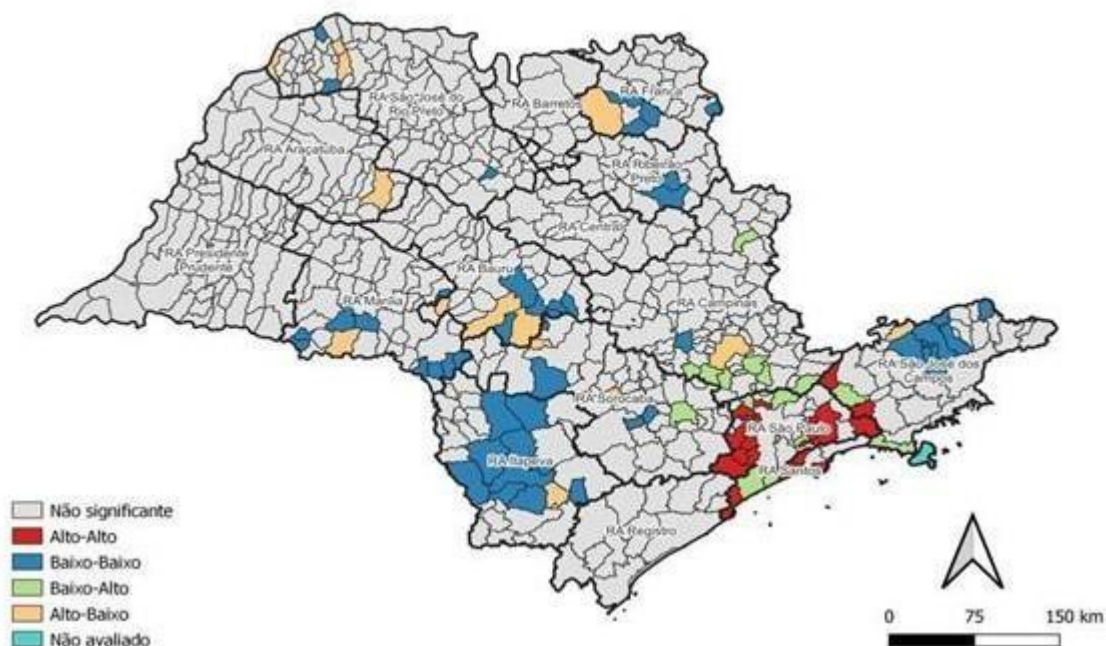 RA Franca
RA Barretos
RA São José do
Rio Preto
RA Araçatuba
RA Ribeirão
Preto
RA Central
RA Presidente
Prudente
RA Bauru
RA Marília
RA Campinas
RA São José dos
Campos
RA Sorocaba
RA São Paulo
RA Itapeva
RA Santos
RA Registro
Não significante
Alto-Alto
Baixo-Baixo
Baixo-Alto
Alto-Baixo
Não avaliado
0 75 150 km